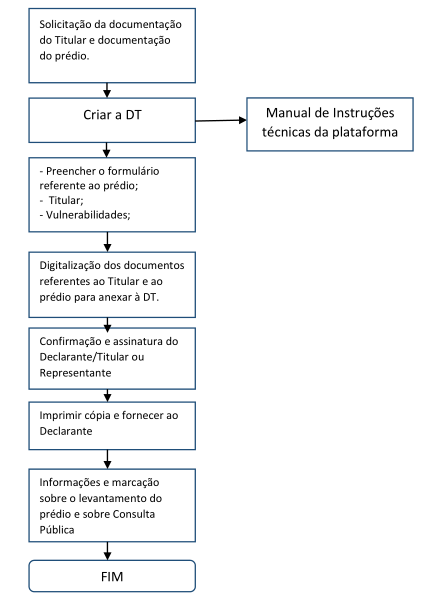 Solicitação da documentação
do Titular e documentação
do prédio.
Criar a DT
Manual de Instruções
técnicas da plataforma
- Preencher o formulário
referente ao prédio;
- Titular;
- Vulnerabilidades;
Digitalização dos documentos
referentes ao Titular e ao
prédio para anexar à DT.
Confirmação e assinatura do
Declarante/Titular ou
Representante
Imprimir cópia e fornecer ao
Declarante
Informações e marcação
sobre o levantamento do
prédio e sobre Consulta
Pública
FIM